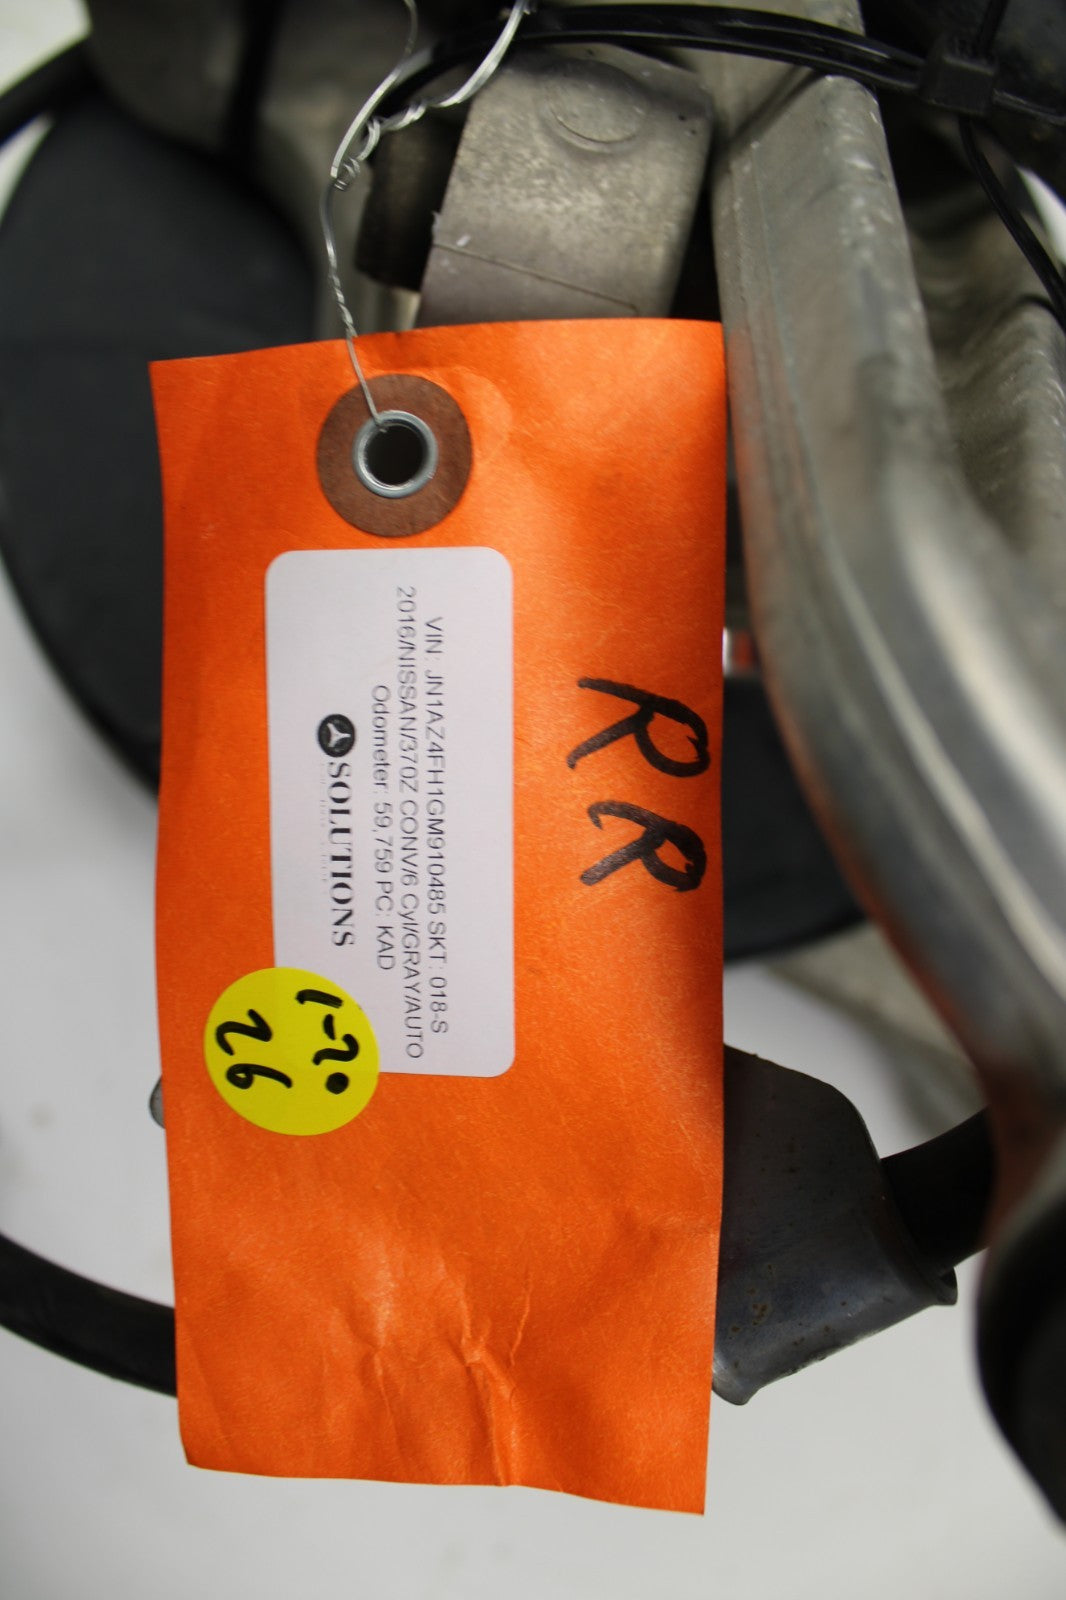 RR
VIN: JN1AZ4FH1GM910485 SKT: 018-S
2016/NISSAN/370Z CONV/6 Cyl/GRAY/AUTO
Odometer: 59,759 PC: KAD
SOLUTIONS
1-20
26